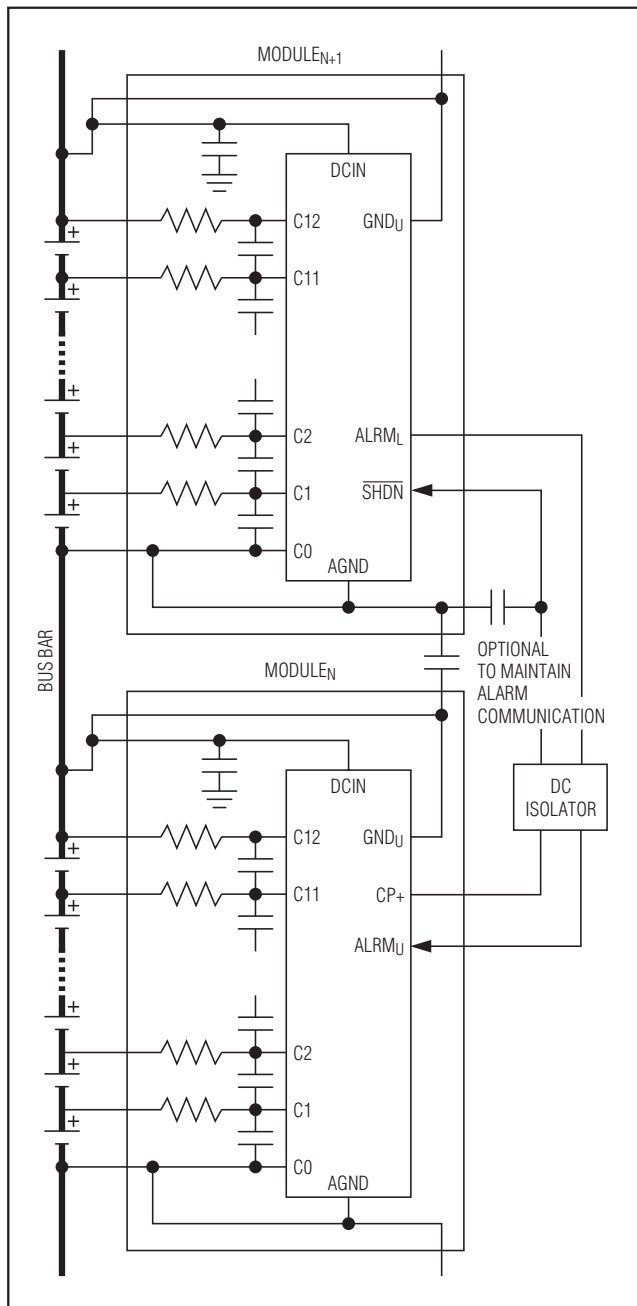 MODULEN+1
DCIN
C12
GNDU
+
C11
+
+
C2
ALRML
+
C1
SHDN
+
C0
AGND
OPTIONAL
TO MAINTAIN
ALARM
COMMUNICATION
BUS BAR
MODULEN
DCIN
DC
ISOLATOR
C12
GNDU
+
C11
CP+
+
ALRMU
+
C2
+
C1
+
C0
AGND